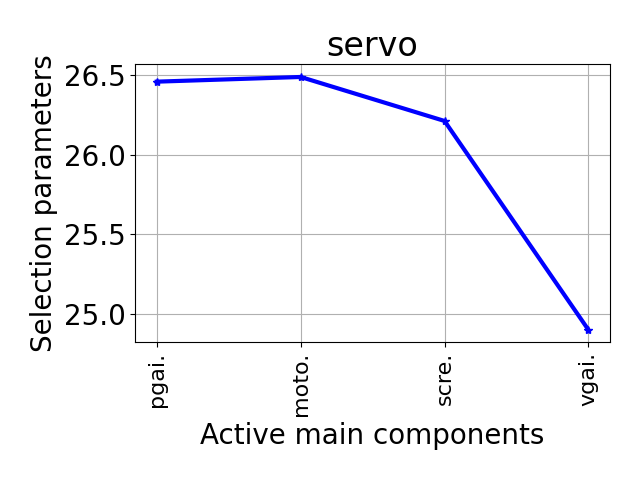 servo
Selection parameters
26.5
26.0
25.5
25.0
pgai.
moto.
scre.
vgai.
Active main components